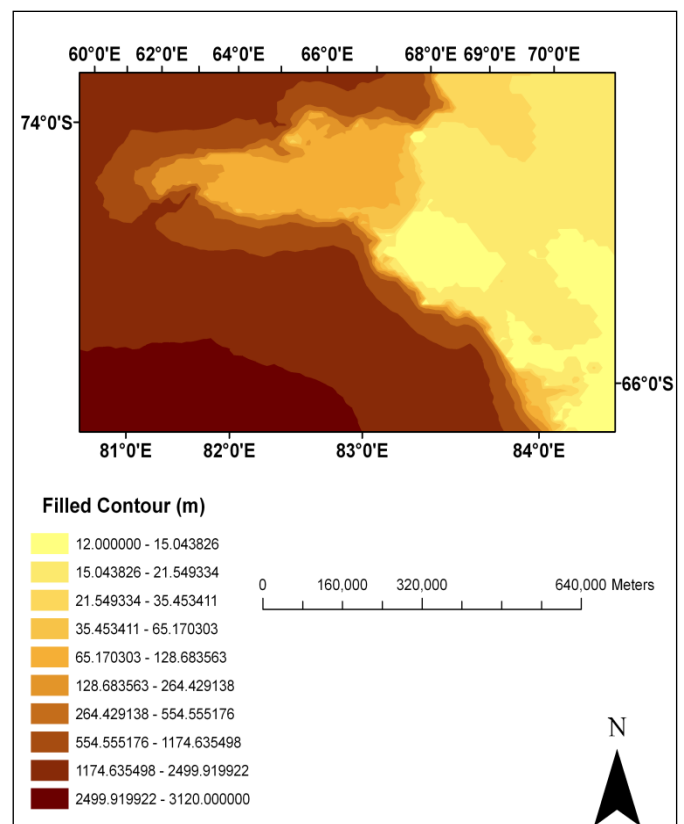 60°0'E 62°0'E 64°0'E 66°0'E 68°0'E 69°0'E 70°0'E
74°0'S
66°0'S
81°0'E 82°0'E 83°0'E 84°0'E
Filled Contour (m)
12.000000 - 15.043826
15.043826 - 21.549334
21.549334 - 35.453411
35.453411 - 65.170303
65.170303 - 128.683563
128.683563 - 264.429138
264.429138 - 554.555176
554.555176 - 1174.635498
1174.635498 - 2499.919922
2499.919922 - 3120.000000
0 160,000 320,000 640,000 Meters
N